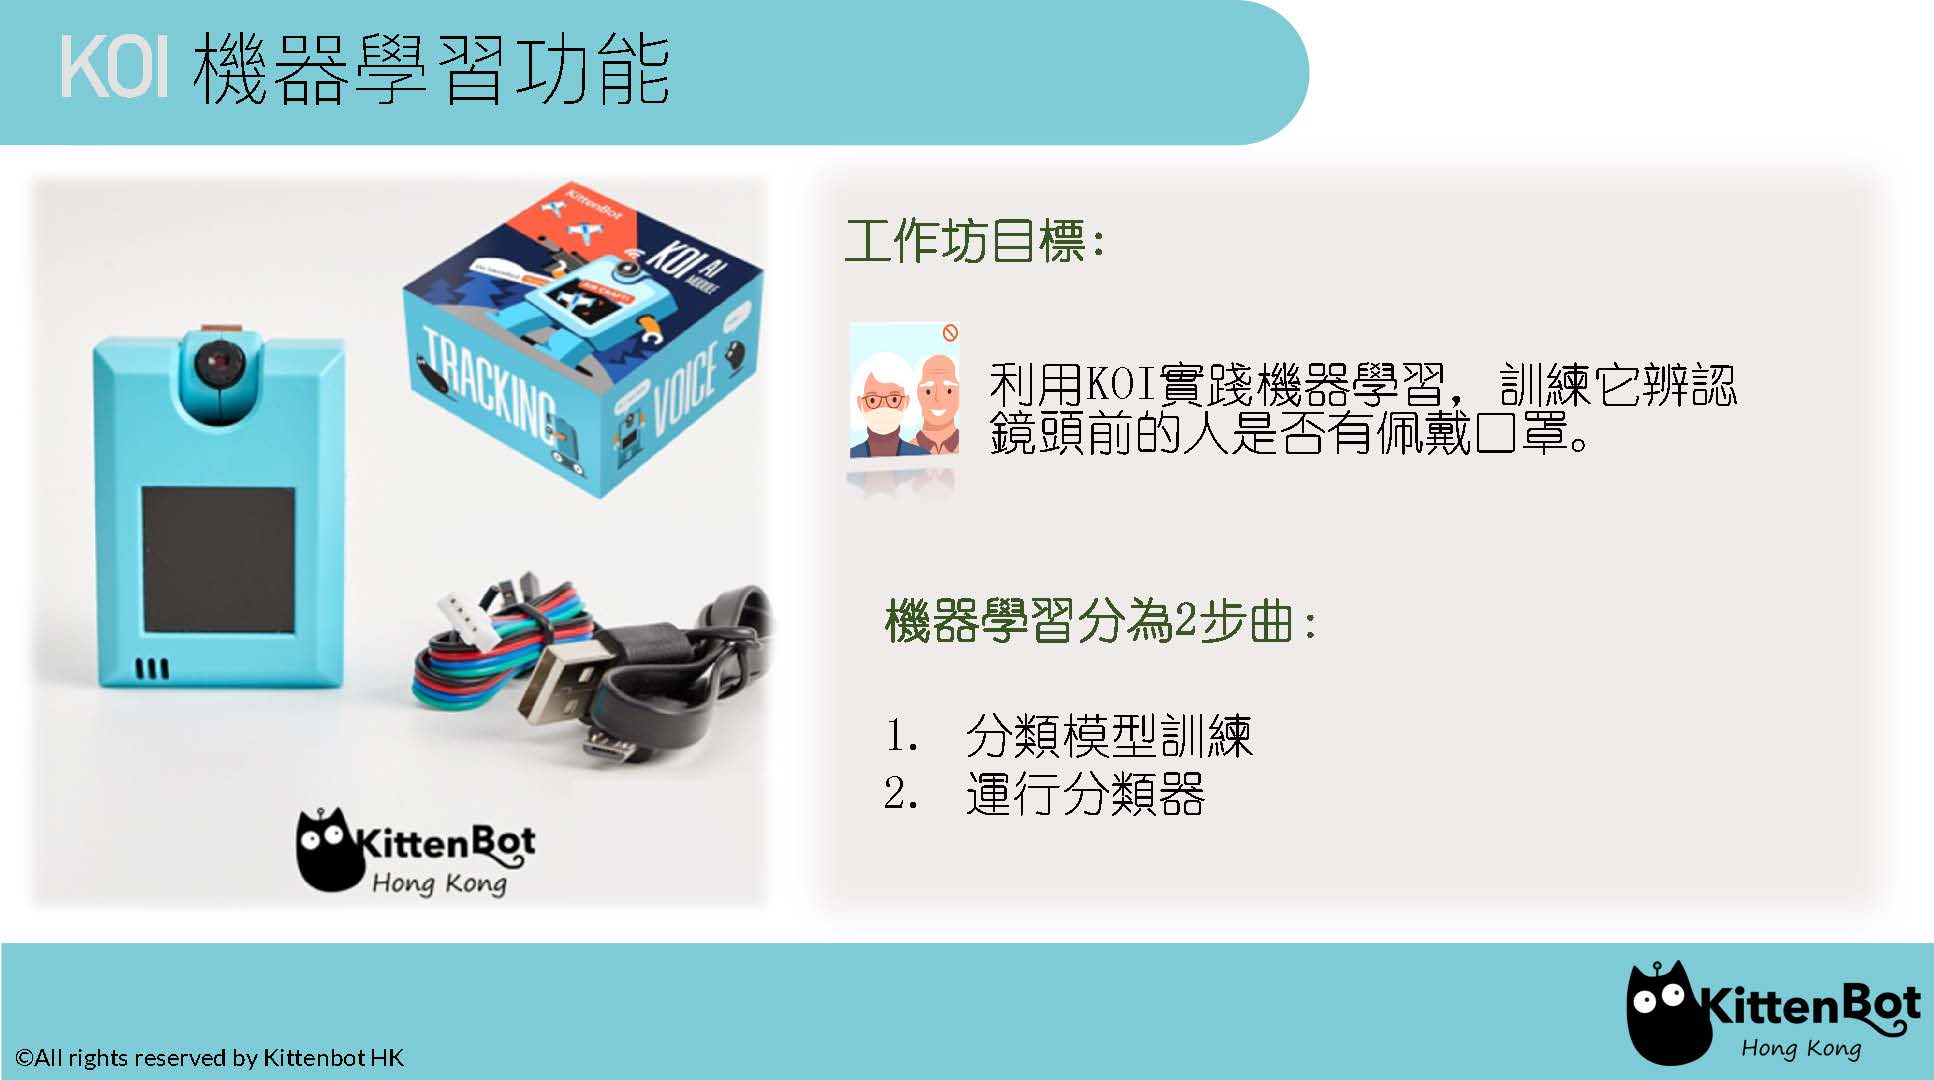 KOI 機器學習功能
KittenBot
KOI AI
MODULE
AIR CRAFT!
TRACKING
VOICE
KittenBot
Hong Kong
工作坊目標:
利用KOI實踐機器學習，訓練它辨認
鏡頭前的人是否有佩戴口罩。
機器學習分為2步曲:
1. 分類模型訓練
2. 運行分類器
©All rights reserved by Kittenbot HK
KittenBot
Hong Kong